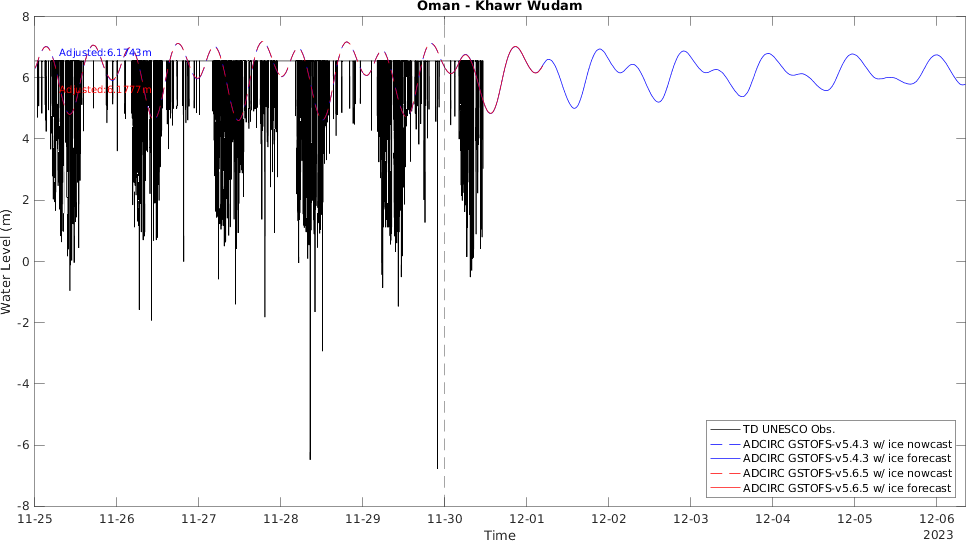 Oman - Khawr Wudam
Adjusted:6.1743m
Adjusted:6.1777m
Water Level (m)
8
6
4
2
0
-2
-4
-6
-8
11-25
11-26
11-27
11-28
11-29
11-30
12-01
12-02
12-03
12-04
12-05
12-06
Time
2023
TD UNESCO Obs.
ADCIRC GSTOFS-v5.4.3 w/ ice nowcast
ADCIRC GSTOFS-v5.4.3 w/ ice forecast
ADCIRC GSTOFS-v5.6.5 w/ ice nowcast
ADCIRC GSTOFS-v5.6.5 w/ ice forecast